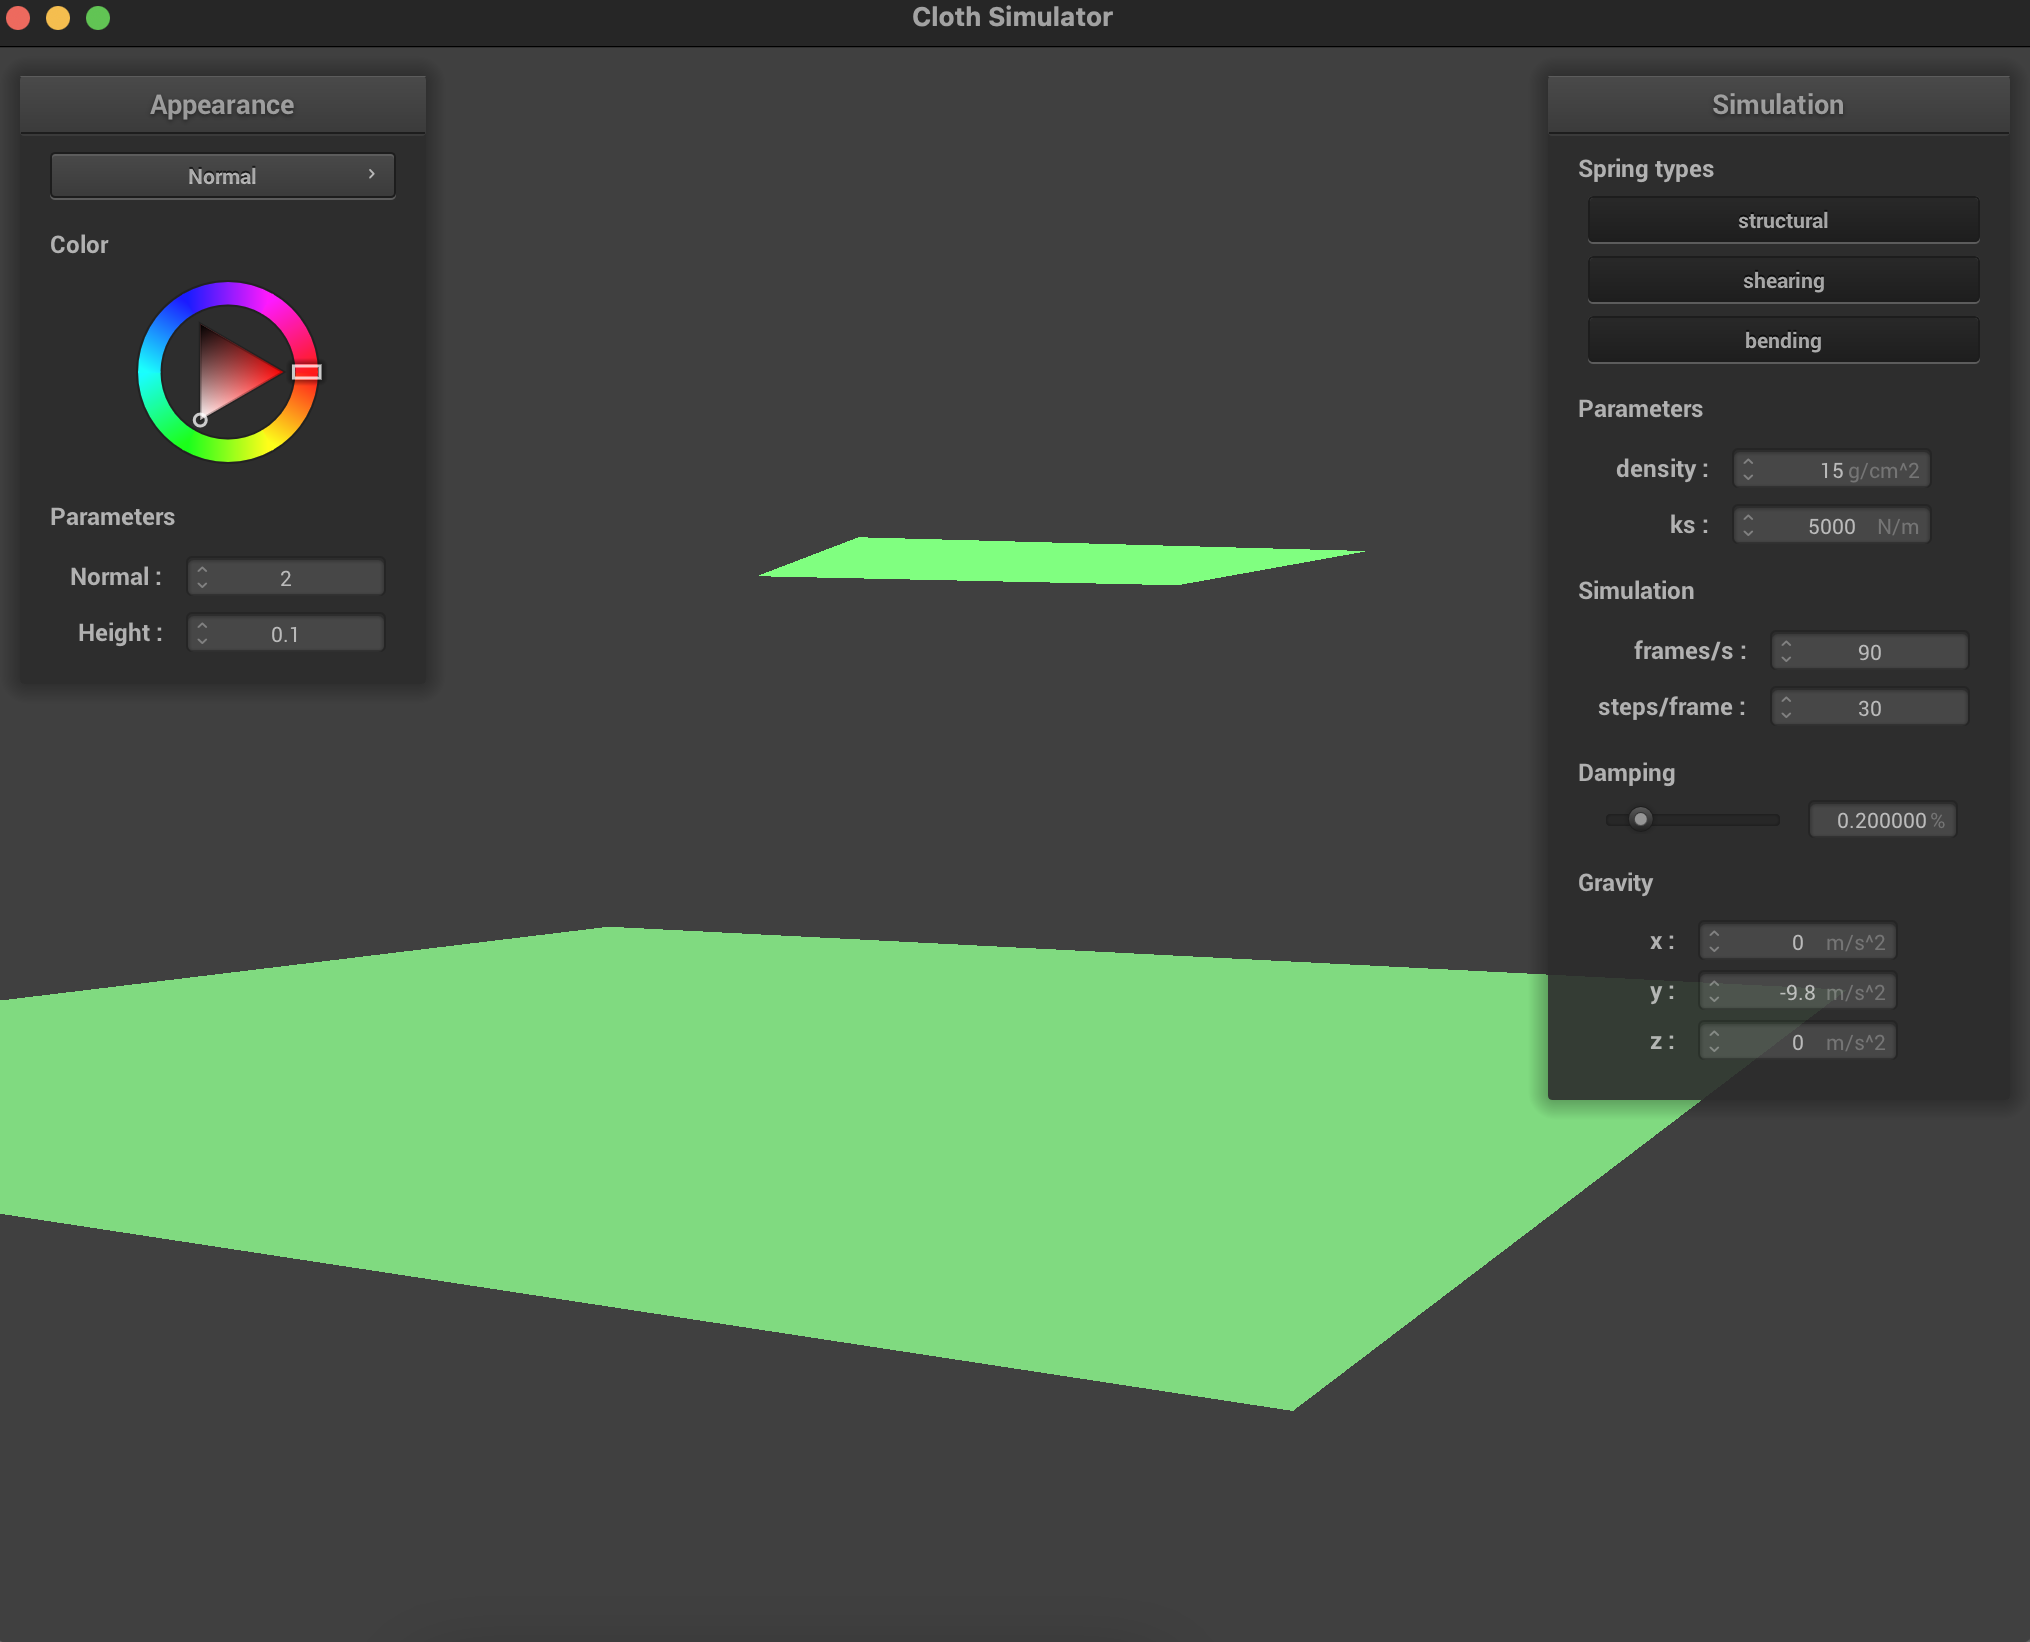 Cloth Simulator
Appearance
Normal
Color
Parameters
Normal : 2
Height : 0.1
Simulation
Spring types
structural
shearing
bending
Parameters
density : 15 g/cm^2
ks : 5000 N/m
Simulation
frames/s : 90
steps/frame : 30
Damping
0.200000 %
Gravity
x : 0 m/s^2
y : -9.8 m/s^2
z : 0 m/s^2